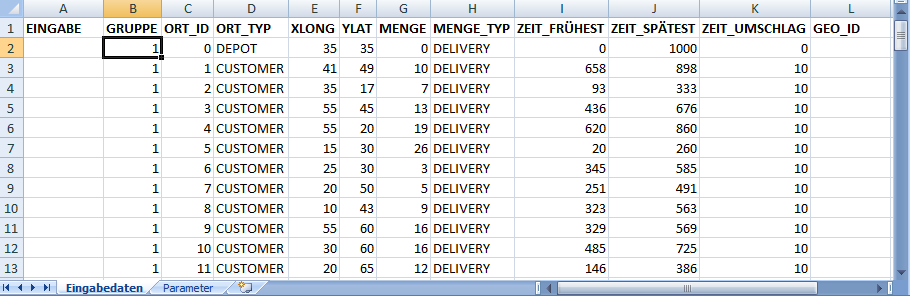 A B C D E F G H I J K L
1 EINGABE GRUPPE ORT_ID ORT_TYP XLONG YLAT MENGE MENGE_TYP ZEIT_FRÜHEST ZEIT_SPÄTEST ZEIT_UMSCHLAG GEO_ID
2 1 0 DEPOT 35 35 0 DELIVERY 0 1000 0
3 1 1 CUSTOMER 41 49 10 DELIVERY 658 898 10
4 1 2 CUSTOMER 35 17 7 DELIVERY 93 333 10
5 1 3 CUSTOMER 55 45 13 DELIVERY 436 676 10
6 1 4 CUSTOMER 55 20 19 DELIVERY 620 860 10
7 1 5 CUSTOMER 15 30 26 DELIVERY 20 260 10
8 1 6 CUSTOMER 25 30 3 DELIVERY 345 585 10
9 1 7 CUSTOMER 20 50 5 DELIVERY 251 491 10
10 1 8 CUSTOMER 10 43 9 DELIVERY 323 563 10
11 1 9 CUSTOMER 55 60 16 DELIVERY 329 569 10
12 1 10 CUSTOMER 30 60 16 DELIVERY 485 725 10
13 1 11 CUSTOMER 20 65 12 DELIVERY 146 386 10
Eingabedaten Parameter